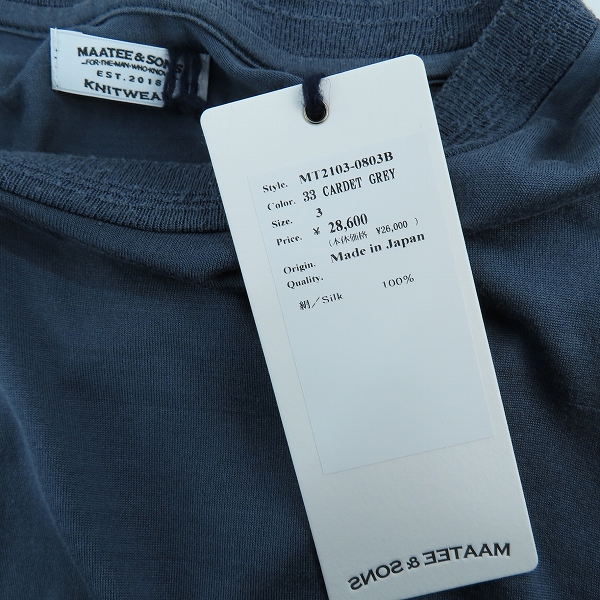 MAATEE & SONS
FOR-THE-MAN-WHO-KNOW
EST.2018
KNITWEAR
Style. MT2103-0803B
Color. 33 CARDET GREY
Size. 3
Price. ¥ 28,600
(本体価格 ¥26,000)
Origin. Made in Japan
Quality.
絹/Silk 100%
MAATEE & SONS